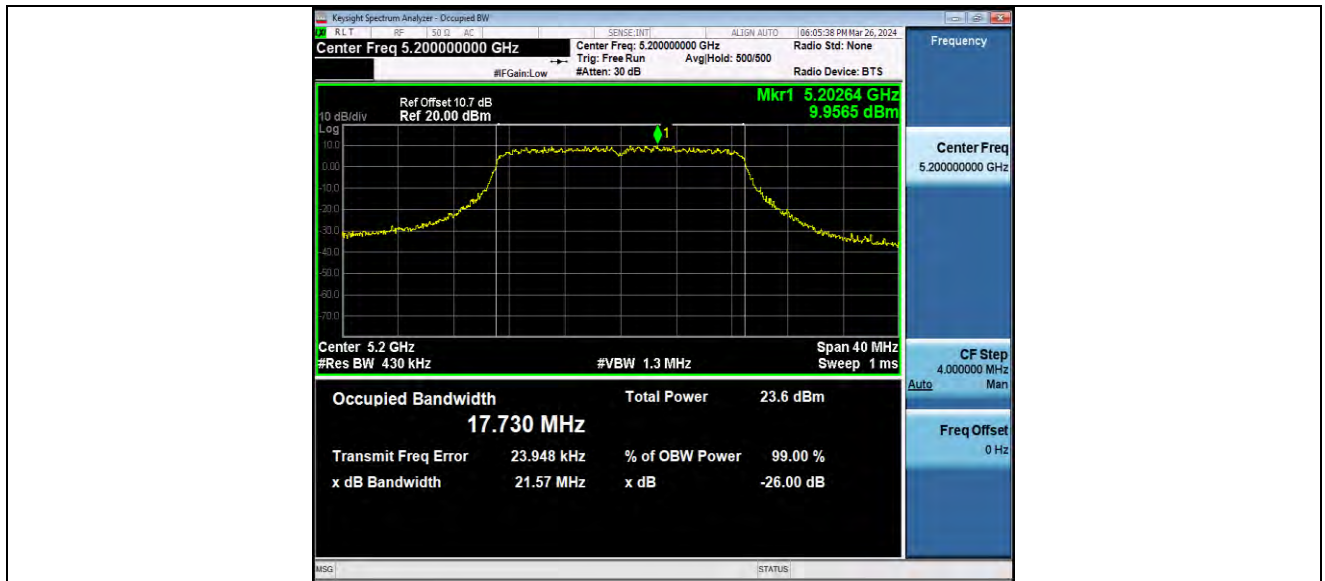 Keysight Spectrum Analyzer - Occupied BW
RLT RF 50 Ω AC SENSE:INT ALIGN AUTO 06:05:38 PM Mar 26, 2024
Center Freq 5.200000000 GHz
Center Freq: 5.200000000 GHz Radio Std: None
Trig: Free Run Avg|Hold: 500/500
#IFGain:Low #Atten: 30 dB Radio Device: BTS
Mkr1 5.20264 GHz
9.9565 dBm
Ref Offset 10.7 dB
10 dB/div Ref 20.00 dBm
Log
10.0
0.00
-10.0
-20.0
-30.0
-40.0
-50.0
-60.0
-70.0
1
Center 5.2 GHz Span 40 MHz
#Res BW 430 kHz #VBW 1.3 MHz Sweep 1 ms
Occupied Bandwidth Total Power 23.6 dBm
17.730 MHz
Transmit Freq Error 23.948 kHz % of OBW Power 99.00 %
x dB Bandwidth 21.57 MHz x dB -26.00 dB
MSG STATUS
Frequency
Center Freq
5.200000000 GHz
CF Step
4.000000 MHz
Auto Man
Freq Offset
0 Hz